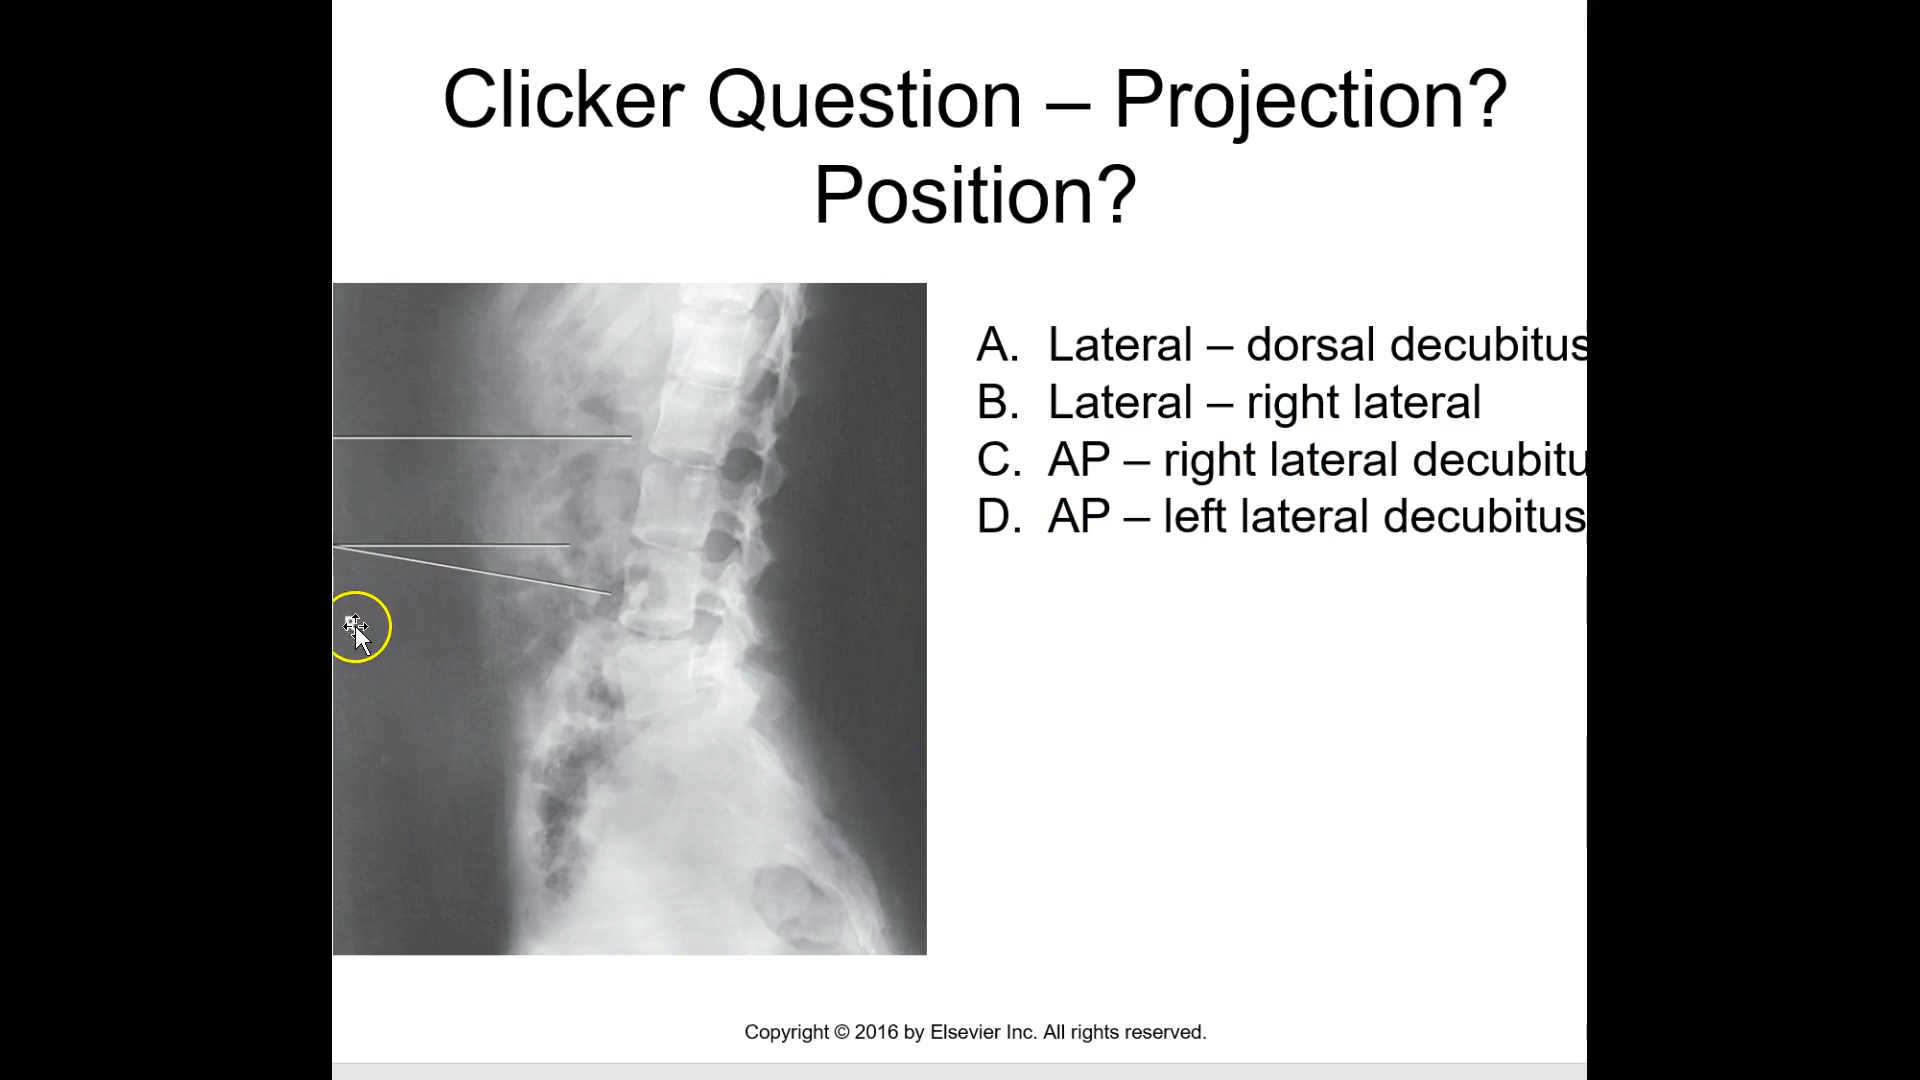 Clicker Question – Projection?
Position?
A. Lateral – dorsal decubitus
B. Lateral – right lateral
C. AP – right lateral decubitu
D. AP – left lateral decubitus
Copyright © 2016 by Elsevier Inc. All rights reserved.